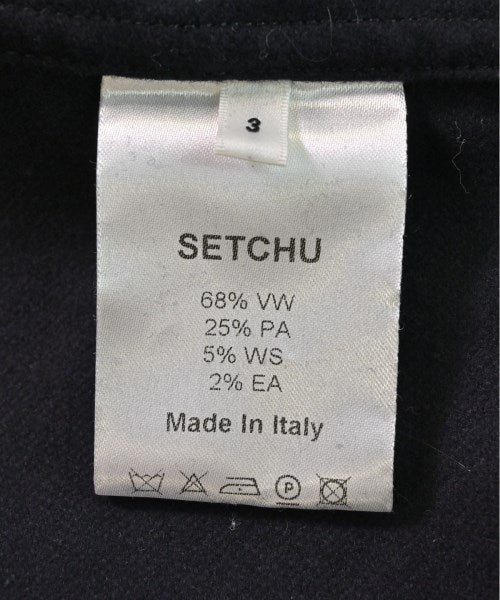 3
SETCHU
68% VW
25% PA
5% WS
2% EA
Made In Italy
P